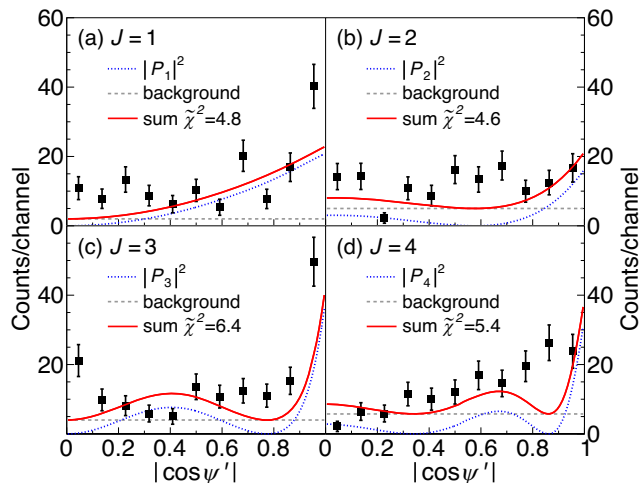 (a) J = 1
|P₁|²
background
sum χ̃²=4.8
(b) J = 2
|P₂|²
background
sum χ̃²=4.6
(c) J = 3
|P₃|²
background
sum χ̃²=6.4
(d) J = 4
|P₄|²
background
sum χ̃²=5.4
Counts/channel
Counts/channel
60
40
20
0
40
20
0
60
40
20
0
40
20
0
0 0.2 0.4 0.6 0.8 0 0.2 0.4 0.6 0.8 1
|cosψ'| |cosψ'|